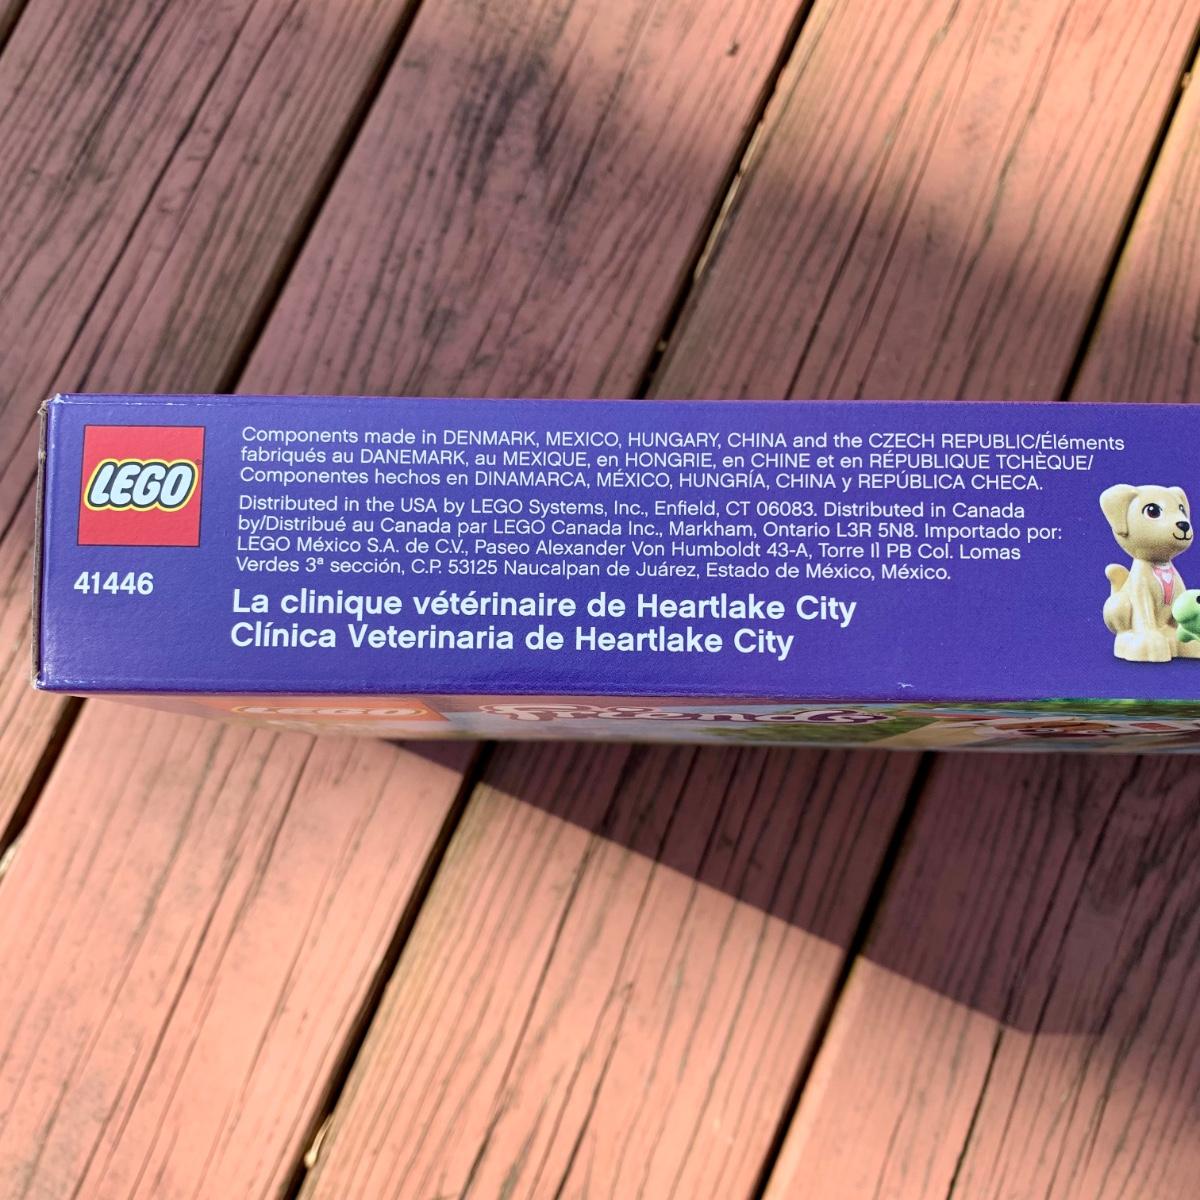 LEGO
41446
Components made in DENMARK, MEXICO, HUNGARY, CHINA and the CZECH REPUBLIC/Éléments
fabriqués au DANEMARK, au MEXIQUE, en HONGRIE, en CHINE et en RÉPUBLIQUE TCHÈQUE/
Componentes hechos en DINAMARCA, MÉXICO, HUNGRÍA, CHINA y REPÚBLICA CHECA.
Distributed in the USA by LEGO Systems, Inc., Enfield, CT 06083. Distributed in Canada
by/Distribué au Canada par LEGO Canada Inc., Markham, Ontario L3R 5N8. Importado por:
LEGO México S.A. de C.V., Paseo Alexander Von Humboldt 43-A, Torre II PB Col. Lomas
Verdes 3ª sección, C.P. 53125 Naucalpan de Juárez, Estado de México, México.
La clinique vétérinaire de Heartlake City
Clínica Veterinaria de Heartlake City
LEGO Friends